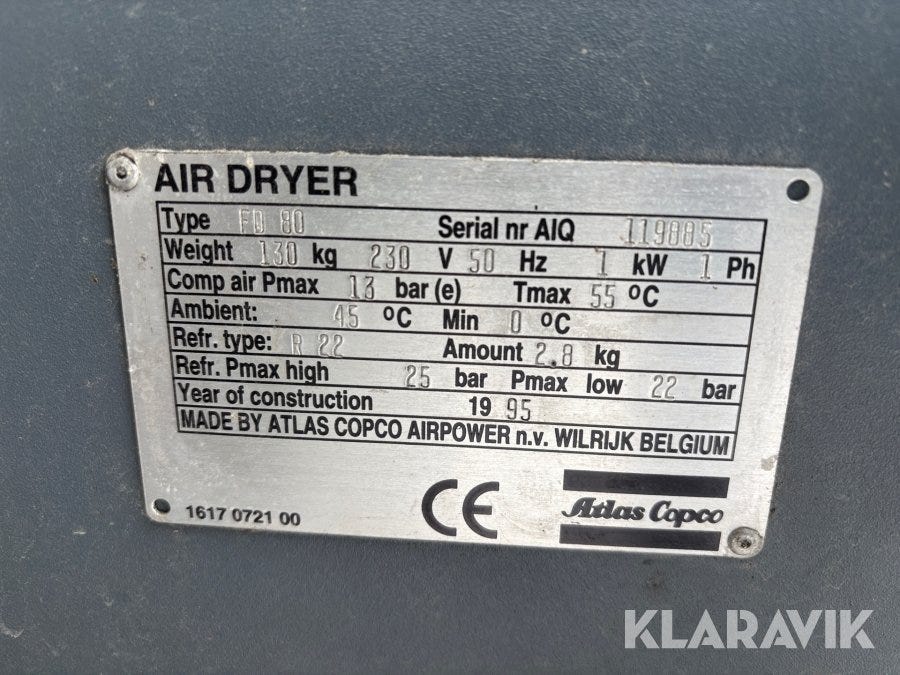 AIR DRYER
Type FD 80 Serial nr AIQ 119885
Weight 130 kg 230 V 50 Hz 1 kW 1 Ph
Comp air Pmax 13 bar (e) Tmax 55 °C
Ambient: 45 °C Min 0 °C
Refr. type: R 22 Amount 2.8 kg
Refr. Pmax high 25 bar Pmax low 22 bar
Year of construction 19 95
MADE BY ATLAS COPCO AIRPOWER n.v. WILRIJK BELGIUM
1617 0721 00 CE Atlas Copco
KLARAVIK